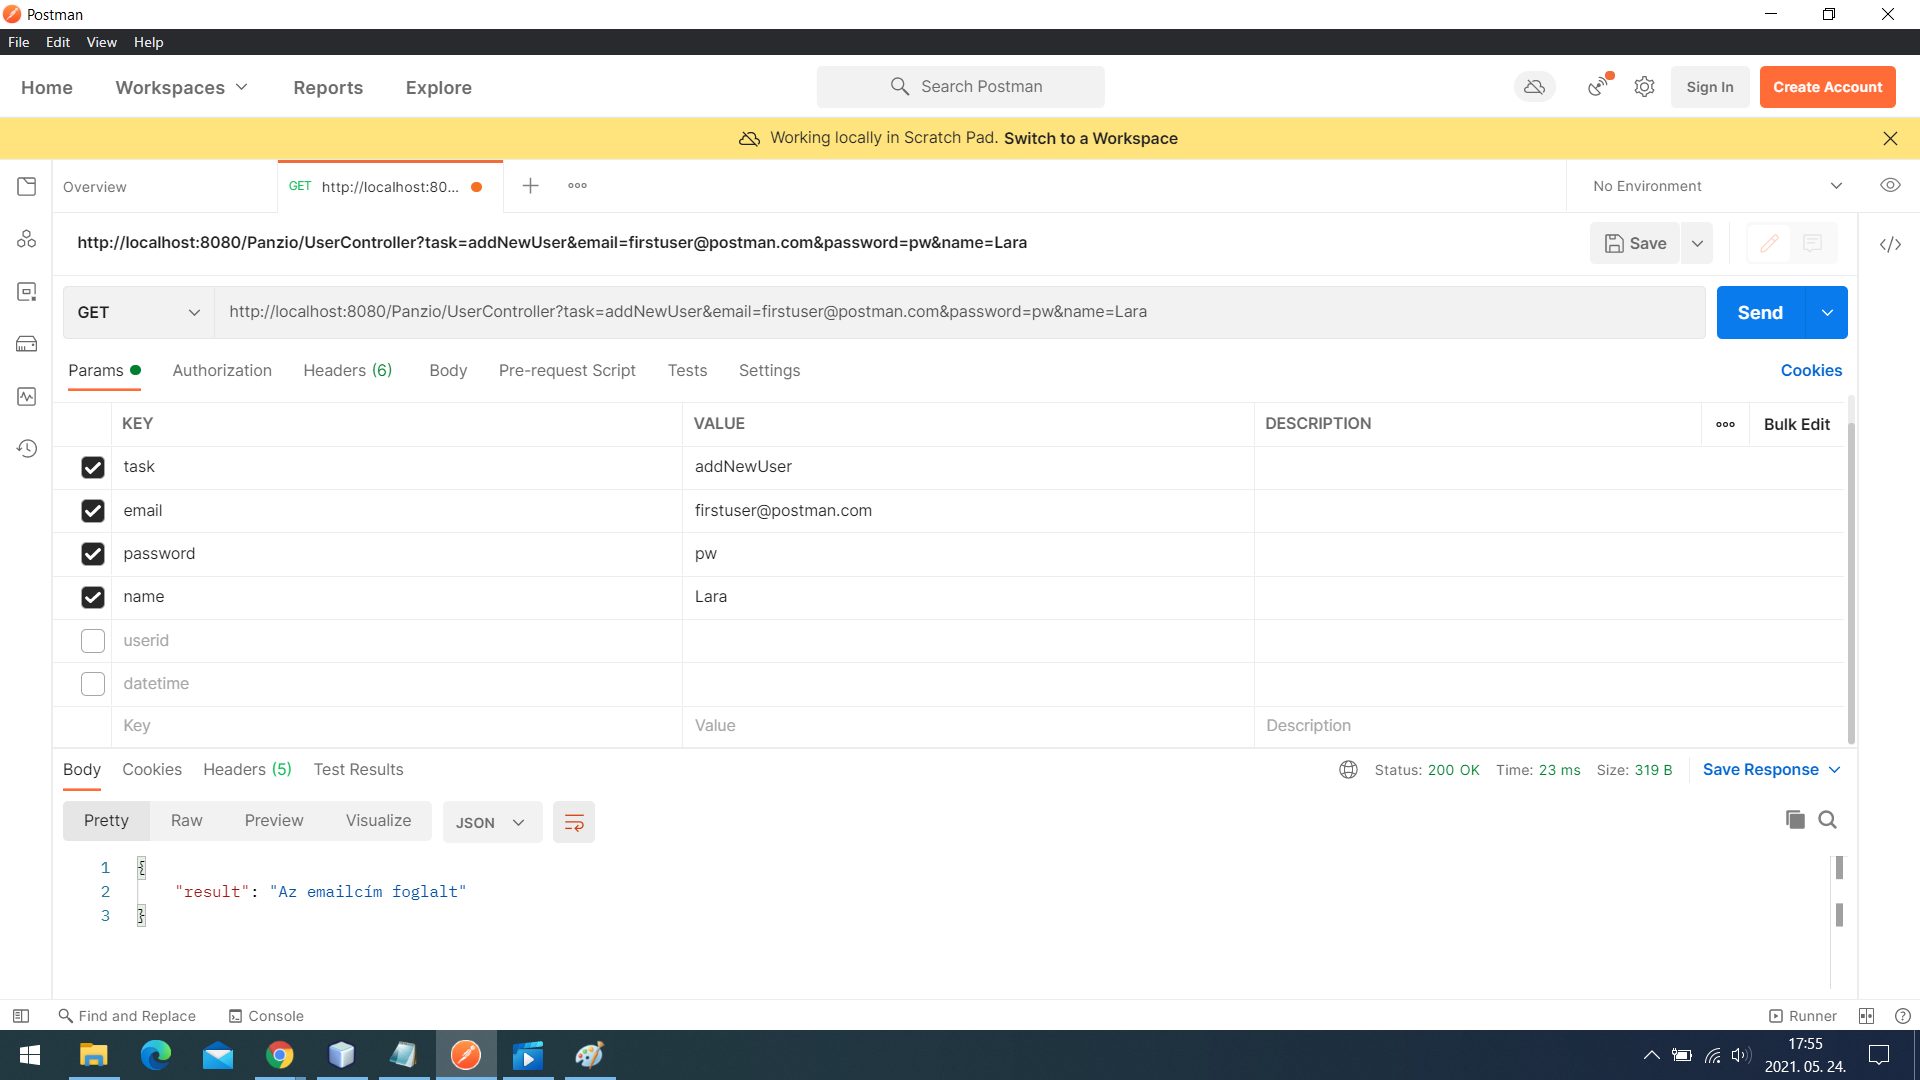 Postman
File Edit View Help
Home Workspaces Reports Explore Search Postman Sign In Create Account
Working locally in Scratch Pad. Switch to a Workspace
Overview GET http://localhost:80... No Environment
http://localhost:8080/Panzio/UserController?task=addNewUser&email=firstuser@postman.com&password=pw&name=Lara Save
GET http://localhost:8080/Panzio/UserController?task=addNewUser&email=firstuser@postman.com&password=pw&name=Lara Send
Params Authorization Headers (6) Body Pre-request Script Tests Settings Cookies
KEY VALUE DESCRIPTION Bulk Edit
task addNewUser
email firstuser@postman.com
password pw
name Lara
userid
datetime
Key Value Description
Body Cookies Headers (5) Test Results Status: 200 OK Time: 23 ms Size: 319 B Save Response
Pretty Raw Preview Visualize JSON
1 {
2 "result": "Az emailcím foglalt"
3 }
Find and Replace Console Runner
17:55
2021. 05. 24.